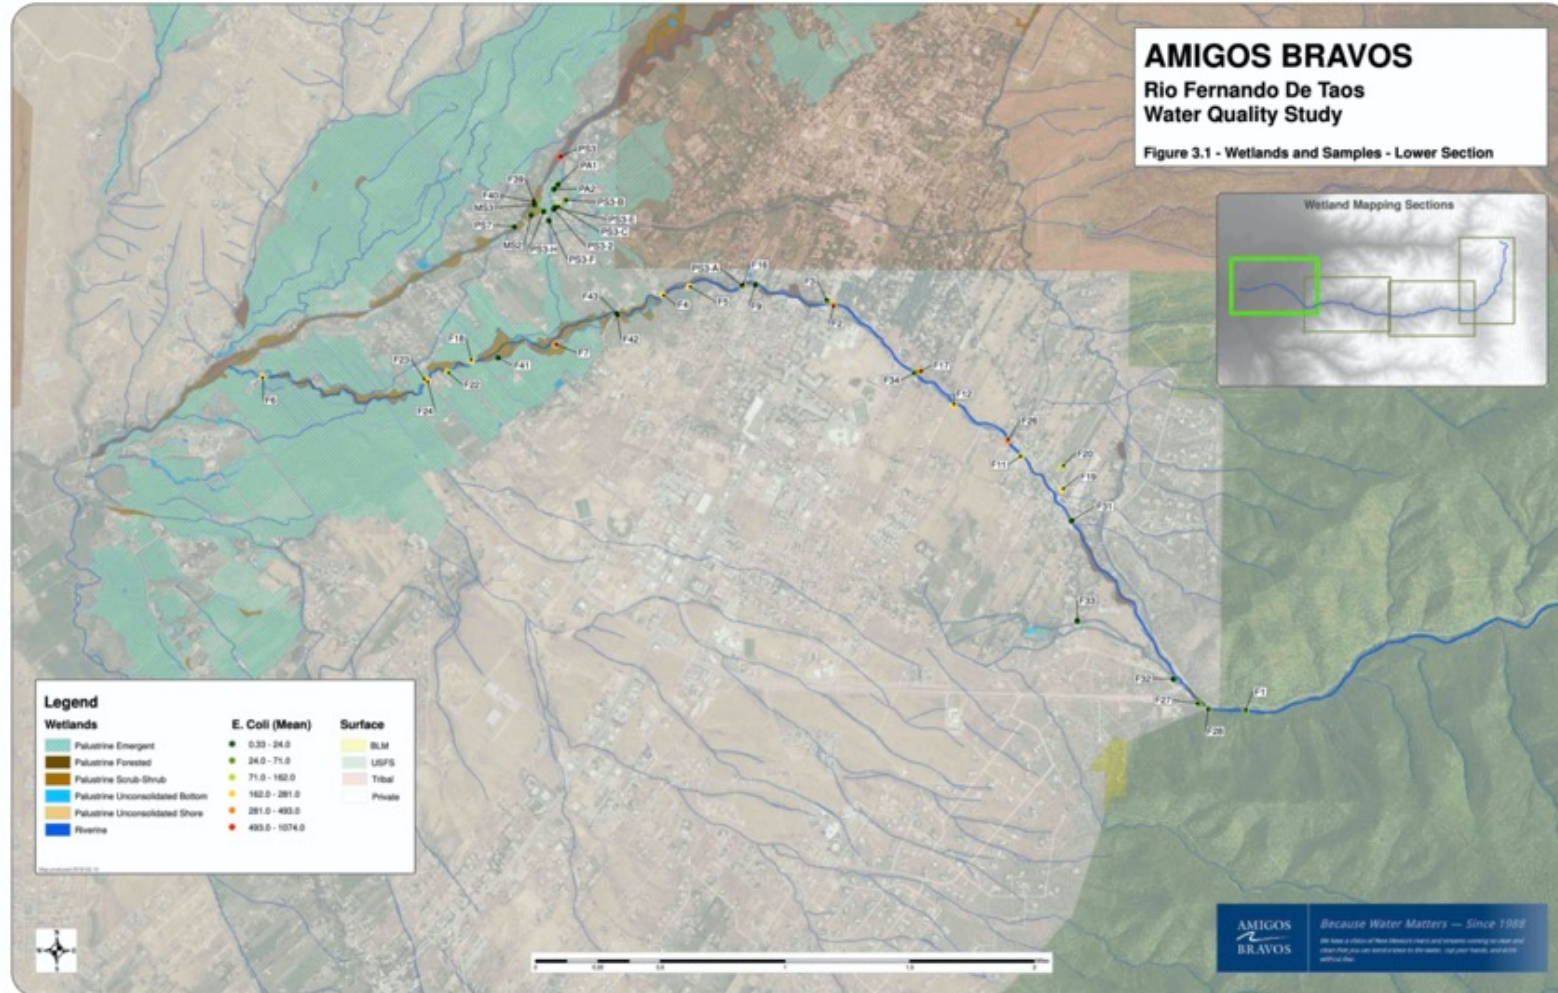 AMIGOS BRAVOS
Rio Fernando De Taos
Water Quality Study
Figure 3.1 - Wetlands and Samples - Lower Section
Wetland Mapping Sections
PS3
PA1
PA2
F39
F40
MS3
PS3-B
PS3-E
PS3-C
PS7
MS2
PS3-H
PS3-2
PS3-F
PS3-A
F16
F43
F4
F5
F9
F3
F2
F42
F18
F23
F7
F41
F22
F6
F24
F34
F17
F12
F26
F11
F20
F19
F31
F33
F32
F27
F1
F28
Legend
Wetlands
Palustrine Emergent
Palustrine Forested
Palustrine Scrub-Shrub
Palustrine Unconsolidated Bottom
Palustrine Unconsolidated Shore
Riverine
E. Coli (Mean)
0.33 - 24.0
24.0 - 71.0
71.0 - 162.0
162.0 - 281.0
281.0 - 493.0
493.0 - 1074.0
Surface
BLM
USFS
Tribal
Private
N
AMIGOS
BRAVOS
Because Water Matters — Since 1988